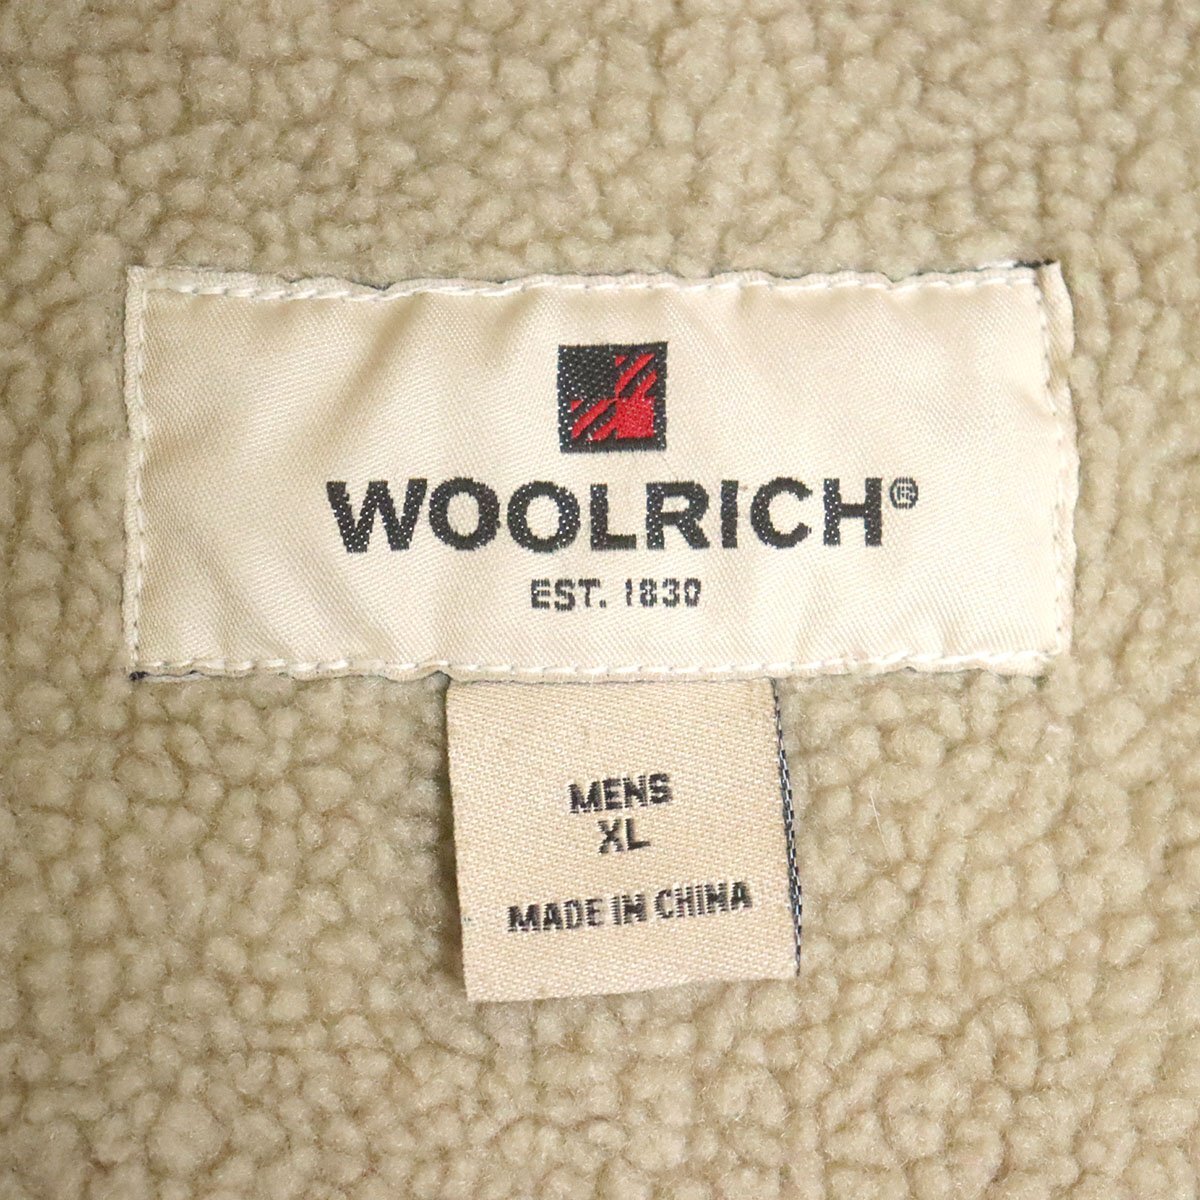 WOOLRICH®
EST. 1830
MENS
XL
MADE IN CHINA